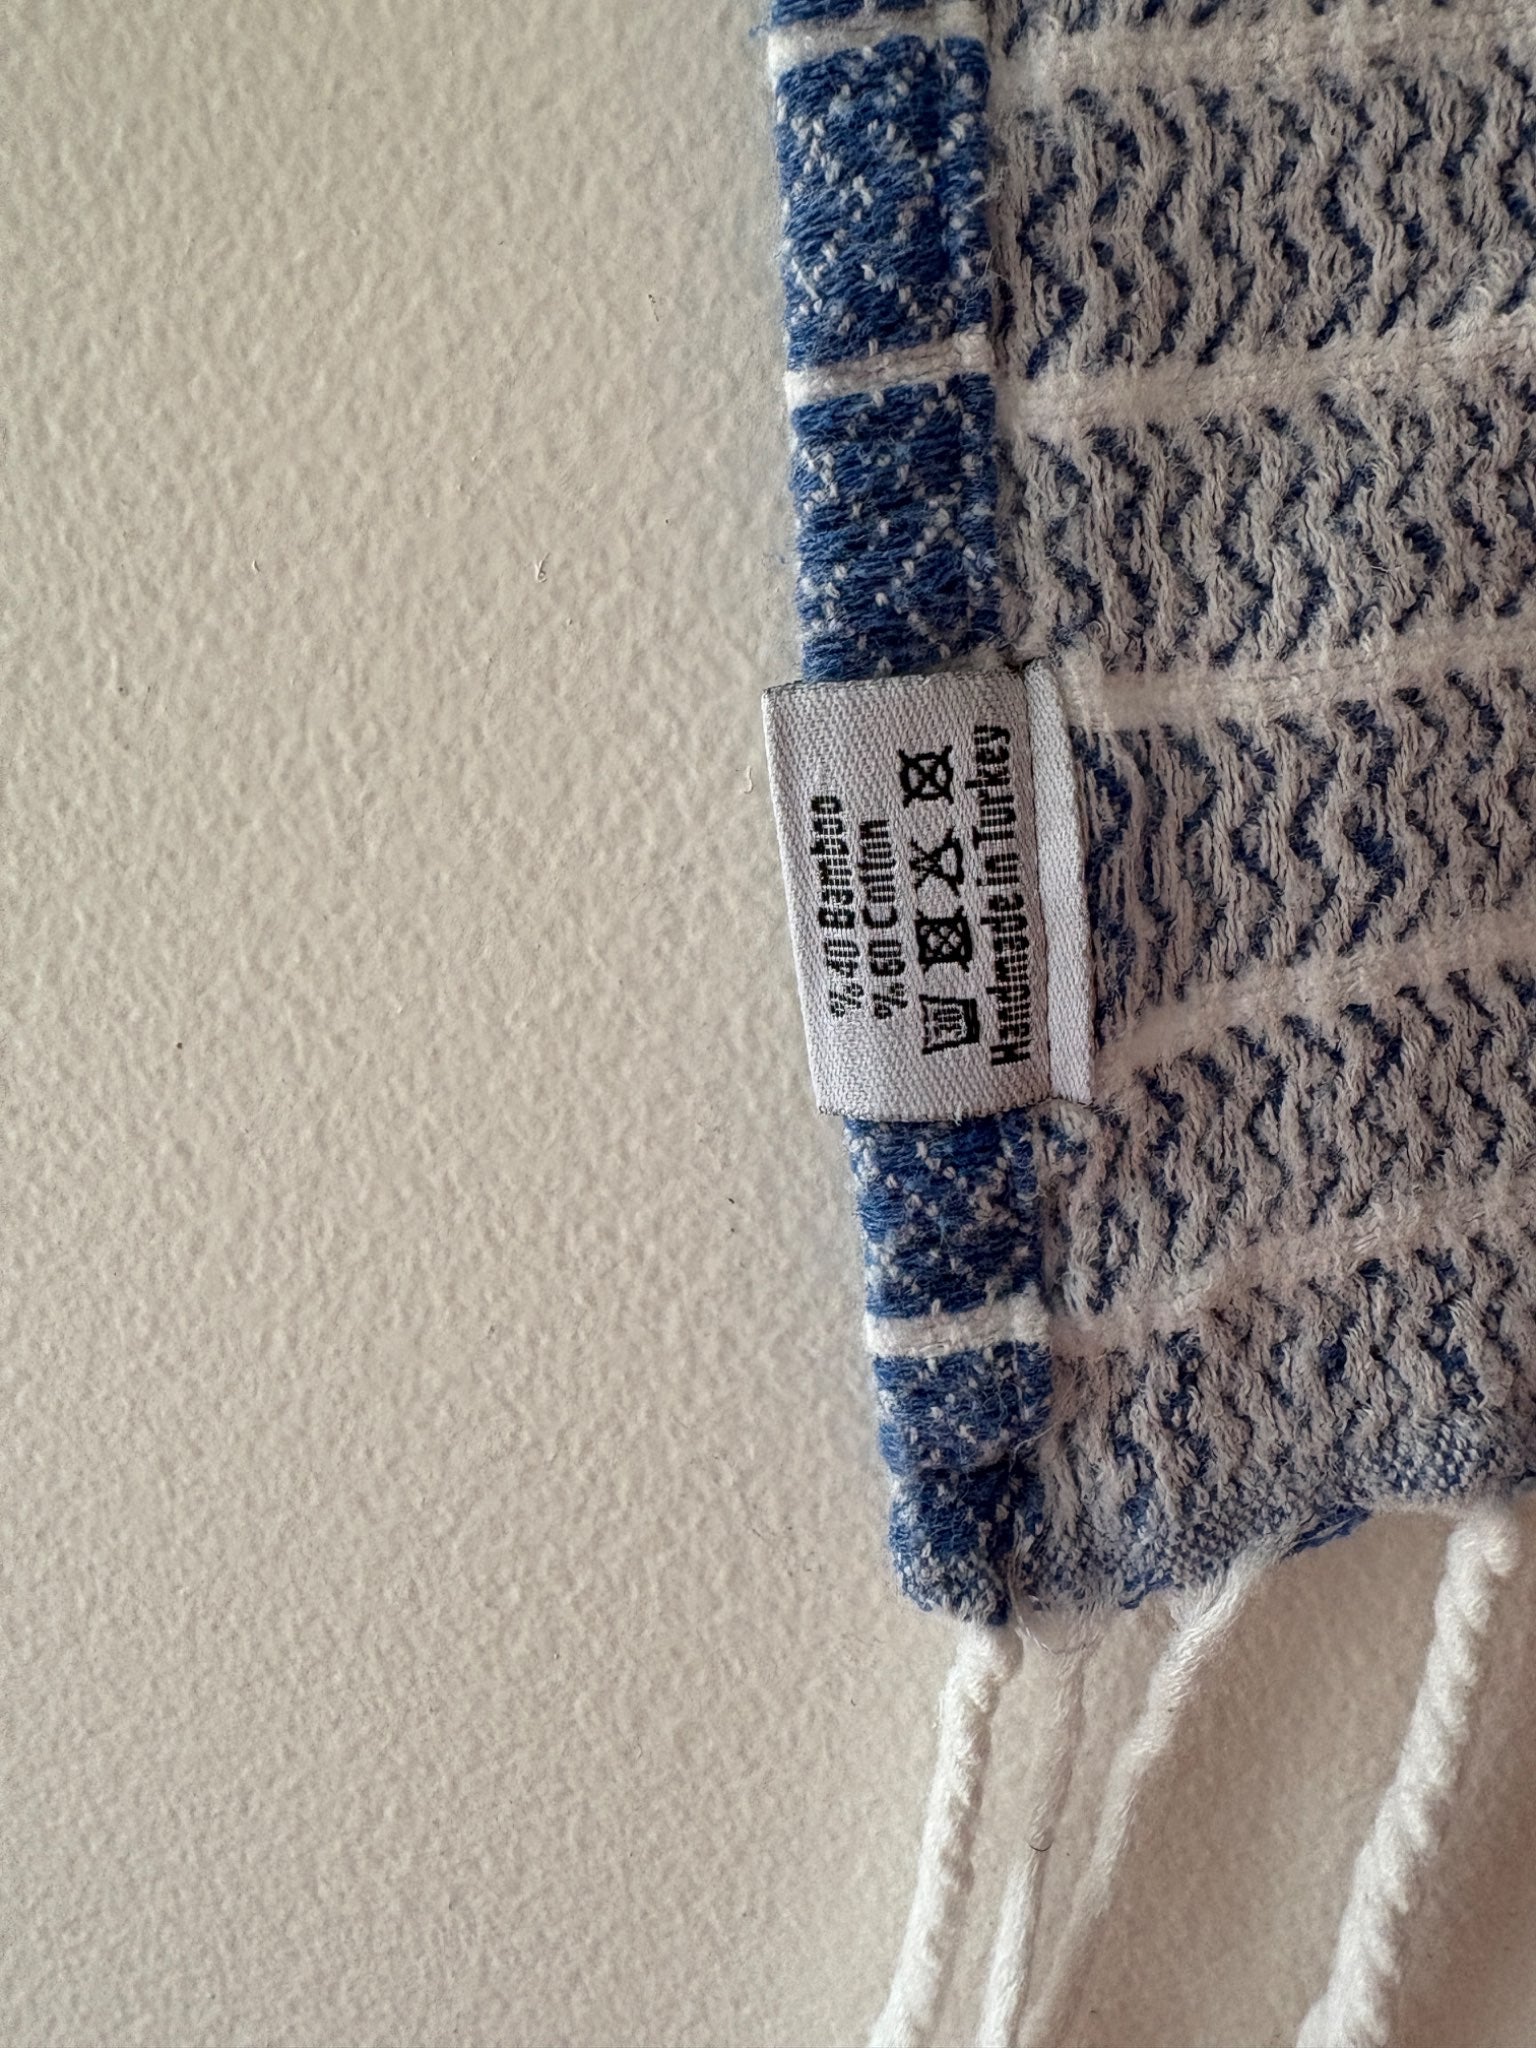 % 40 Bamboo
% 60 Cotton
30
Handmade in Turkey